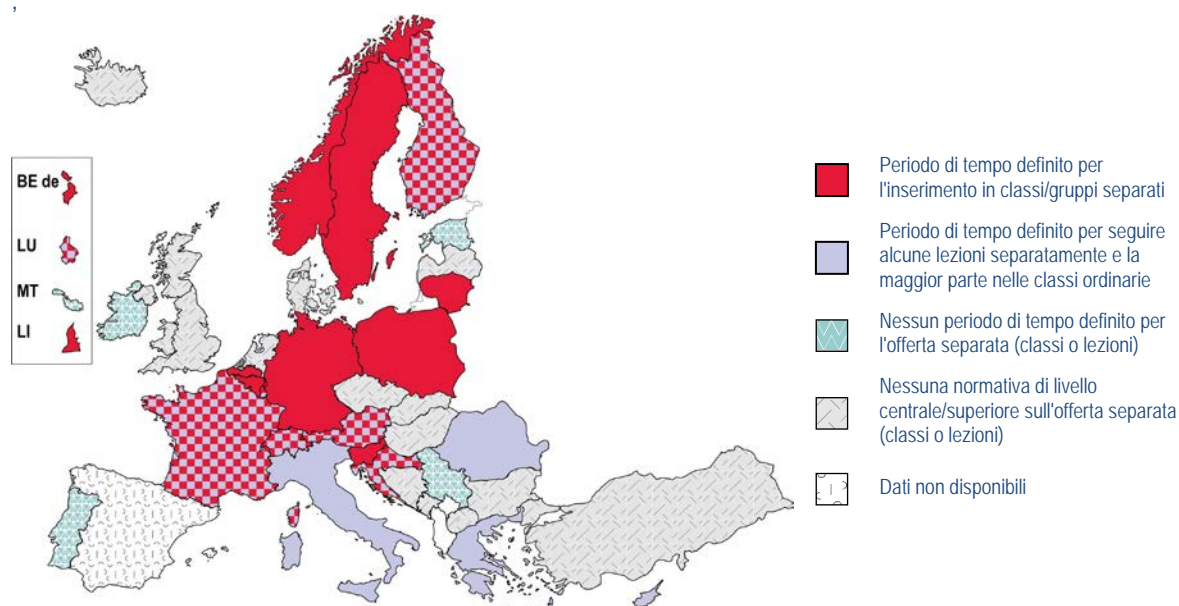 ,
BE de
LU
MT
LI
Periodo di tempo definito per
l'inserimento in classi/gruppi separati
Periodo di tempo definito per seguire
alcune lezioni separatamente e la
maggior parte nelle classi ordinarie
Nessun periodo di tempo definito per
l'offerta separata (classi o lezioni)
Nessuna normativa di livello
centrale/superiore sull'offerta separata
(classi o lezioni)
Dati non disponibili